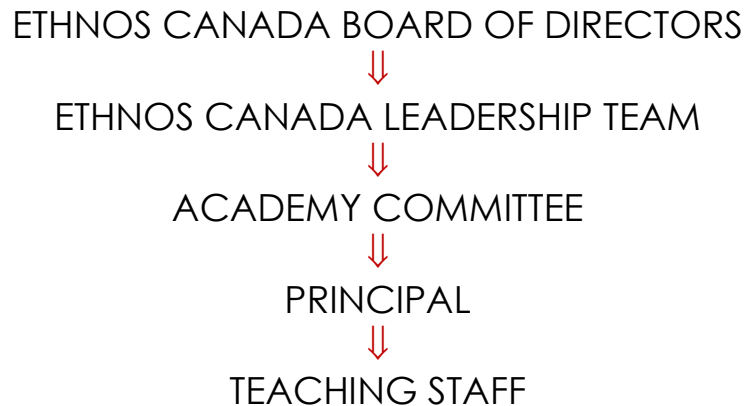 ETHNOS CANADA BOARD OF DIRECTORS
⇓
ETHNOS CANADA LEADERSHIP TEAM
⇓
ACADEMY COMMITTEE
⇓
PRINCIPAL
⇓
TEACHING STAFF